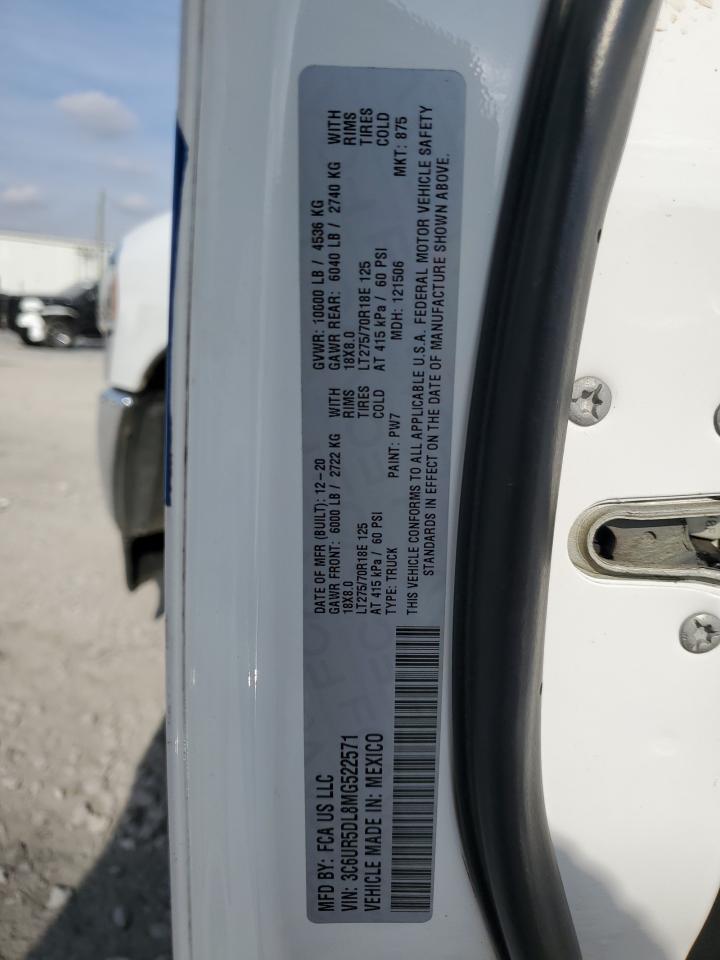 MFD BY: FCA US LLC
DATE OF MFR (BUILT): 12-20 GVWR: 10000 LB / 4536 KG
GAWR FRONT: 6000 LB / 2722 KG WITH GAWR REAR: 6040 LB / 2740 KG WITH
18X8.0 RIMS 18X8.0 RIMS
LT275/70R18E 125 TIRES LT275/70R18E 125 TIRES
AT 415 kPa / 60 PSI COLD AT 415 kPa / 60 PSI COLD
VIN: 3C6UR5DL8MG522571
TYPE: TRUCK PAINT: PW7 MDH: 121506 MKT: 875
VEHICLE MADE IN: MEXICO
THIS VEHICLE CONFORMS TO ALL APPLICABLE U.S.A. FEDERAL MOTOR VEHICLE SAFETY
STANDARDS IN EFFECT ON THE DATE OF MANUFACTURE SHOWN ABOVE.